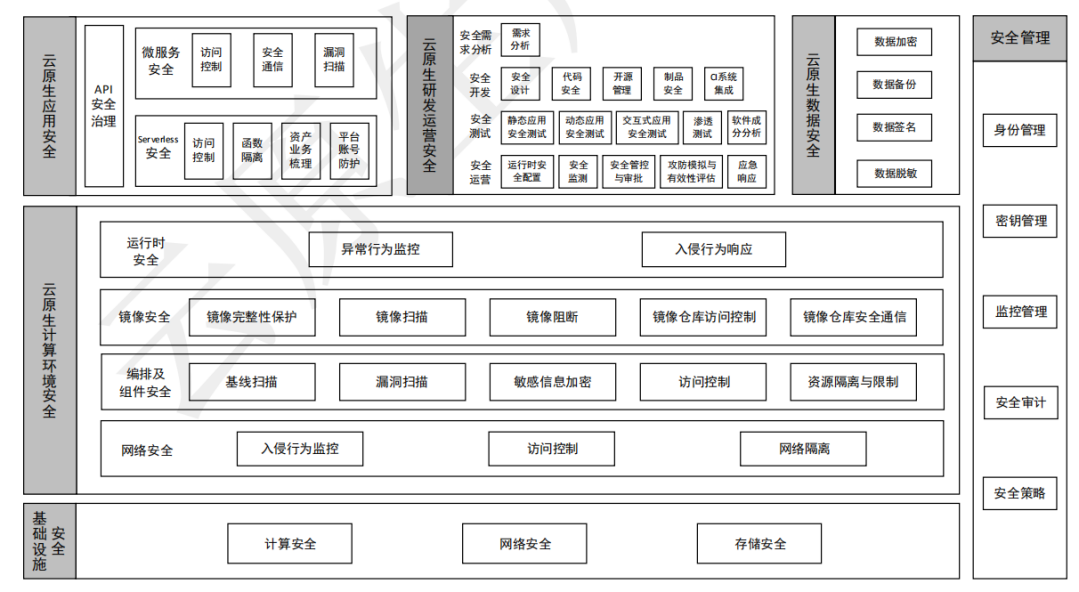 云原生应用安全
API
安全
治理
微服务
安全
访问
控制
安全
通信
漏洞
扫描
Serverless
安全
访问
控制
函数
隔离
资产
业务
梳理
平台
账号
防护
云原生研发运营安全
安全需
求分析
需求
分析
安全
开发
安全
设计
代码
安全
开源
管理
制品
安全
CI系统
集成
安全
测试
静态应用
安全测试
动态应用
安全测试
交互式应用
安全测试
渗透
测试
软件成
分分析
安全
运营
运行时安
全配置
安全
监测
安全管控
与审批
攻防模拟与
有效性评估
应急
响应
云原生数据安全
数据加密
数据备份
数据签名
数据脱敏
安全管理
身份管理
密钥管理
监控管理
安全审计
安全策略
云原生计算环境安全
运行时
安全
异常行为监控
入侵行为响应
镜像安全
镜像完整性保护
镜像扫描
镜像阻断
镜像仓库访问控制
镜像仓库安全通信
编排及
组件安全
基线扫描
漏洞扫描
敏感信息加密
访问控制
资源隔离与限制
网络安全
入侵行为监控
访问控制
网络隔离
基础设施
安全
计算安全
网络安全
存储安全
云原生